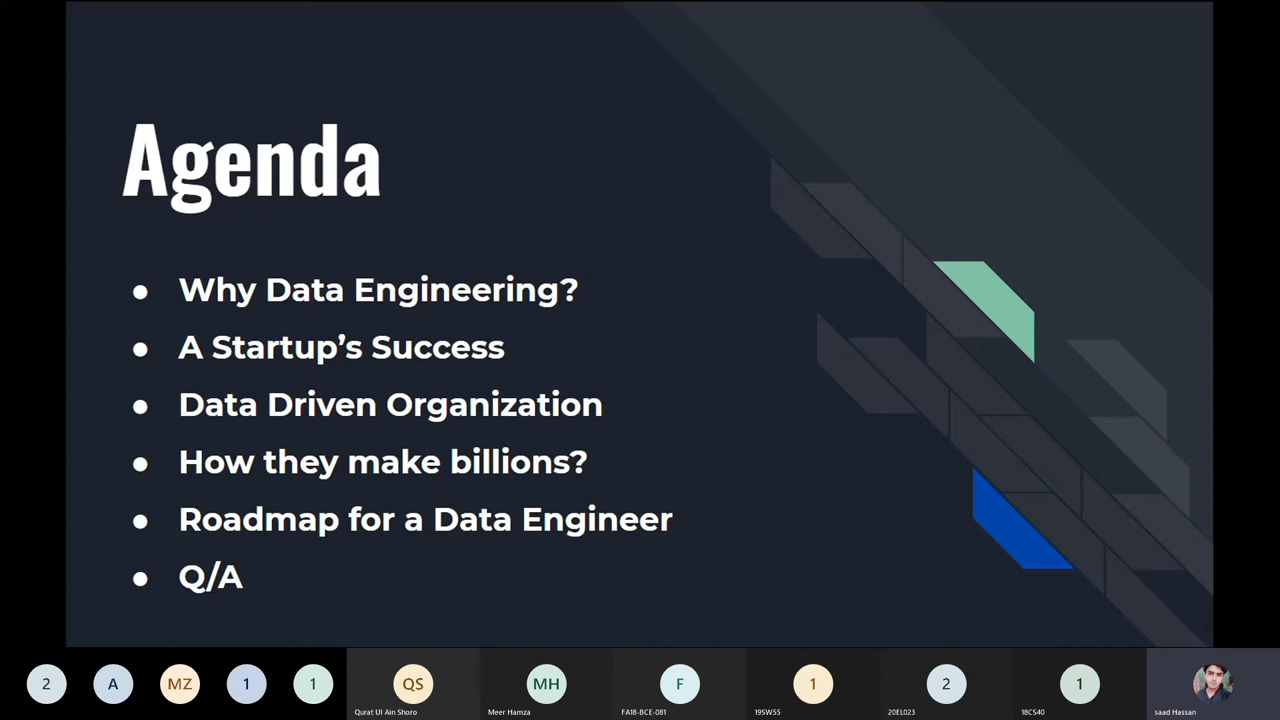 Agenda
● Why Data Engineering?
● A Startup’s Success
● Data Driven Organization
● How they make billions?
● Roadmap for a Data Engineer
● Q/A
2 A MZ 1 1 QS MH F 1 2 1
Qurat Ul Ain Shoro Meer Hamza FA18-BCE-081 19SW55 20EL023 18CS40 saad Hassan